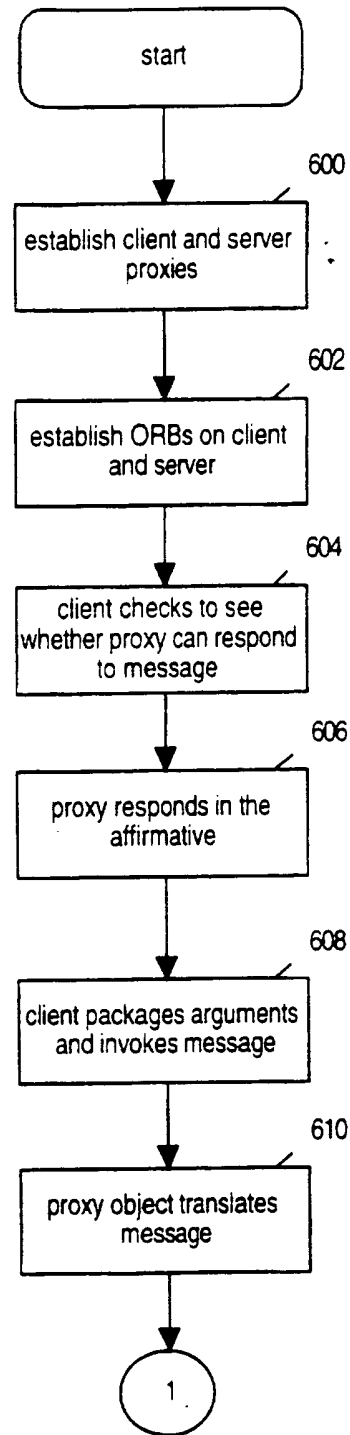 start
600
establish client and server
proxies
602
establish ORBs on client
and server
604
client checks to see
whether proxy can respond
to message
606
proxy responds in the
affirmative
608
client packages arguments
and invokes message
610
proxy object translates
message
1